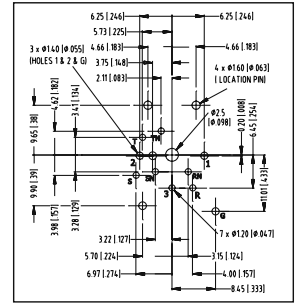 6.25 [.246]
6.25 [.246]
5.73 [.225]
3 x Ø1.40 [Ø.055]
(HOLES 1 & 2 & G)
4.66 [.183]
4.66 [.183]
3.75 [.148]
4 x Ø1.60 [Ø.063]
( LOCATION PIN)
2.11 [.083]
Ø2.5
[Ø.098]
0.20 [.008]
6.45 [.254]
9.65 [.38]
4.62 [.182]
3.41 [.134]
T
TN
2
1
S
SN
RN
3
R
G
9.90 [.39]
3.98 [.157]
3.28 [.129]
11.01 [.433]
3.22 [.127]
7 x Ø1.20 [Ø.047]
5.70 [.224]
3.15 [.124]
6.97 [.274]
4.00 [.157]
8.45 [.333]